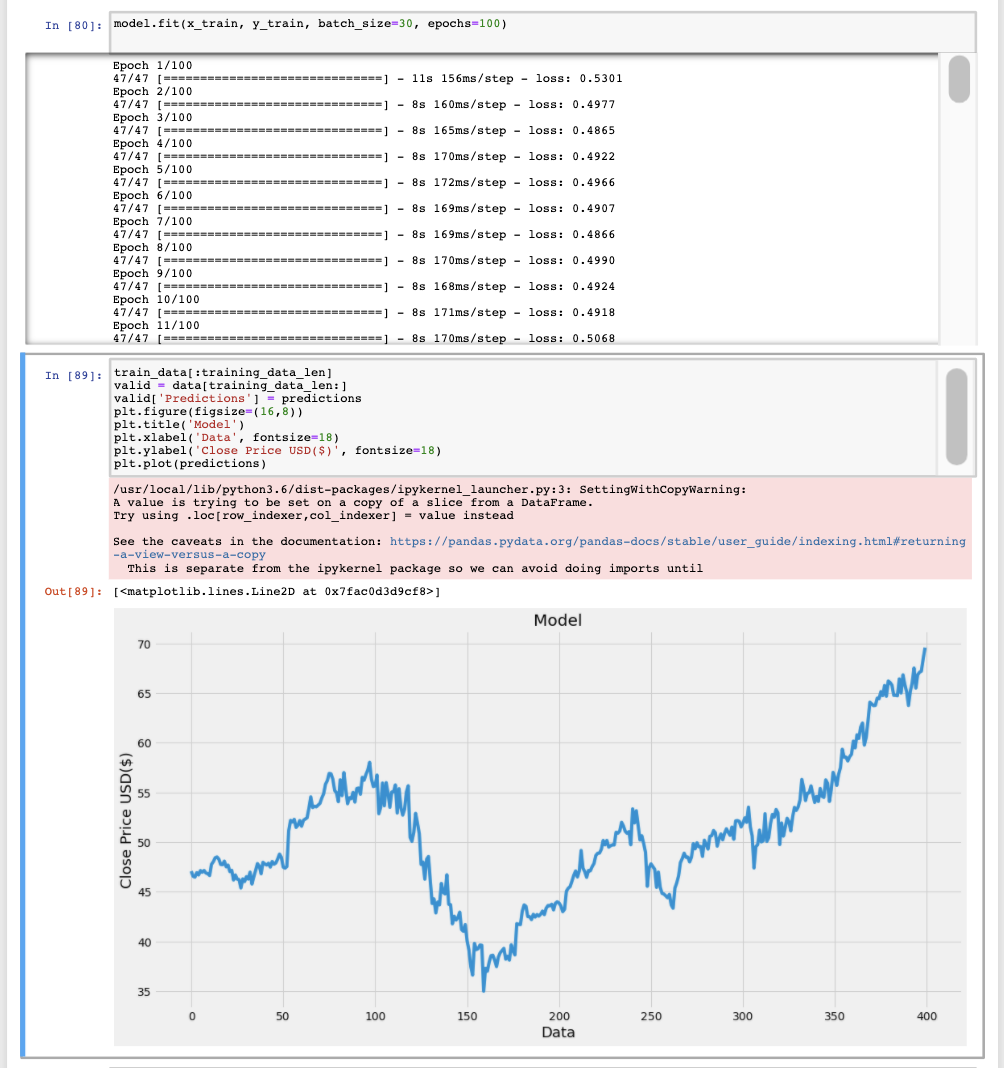 In [80]: model.fit(x_train, y_train, batch_size=30, epochs=100)
Epoch 1/100
47/47 [==============================] - 11s 156ms/step - loss: 0.5301
Epoch 2/100
47/47 [==============================] - 8s 160ms/step - loss: 0.4977
Epoch 3/100
47/47 [==============================] - 8s 165ms/step - loss: 0.4865
Epoch 4/100
47/47 [==============================] - 8s 170ms/step - loss: 0.4922
Epoch 5/100
47/47 [==============================] - 8s 172ms/step - loss: 0.4966
Epoch 6/100
47/47 [==============================] - 8s 169ms/step - loss: 0.4907
Epoch 7/100
47/47 [==============================] - 8s 169ms/step - loss: 0.4866
Epoch 8/100
47/47 [==============================] - 8s 170ms/step - loss: 0.4990
Epoch 9/100
47/47 [==============================] - 8s 168ms/step - loss: 0.4924
Epoch 10/100
47/47 [==============================] - 8s 171ms/step - loss: 0.4918
Epoch 11/100
47/47 [==============================] - 8s 170ms/step - loss: 0.5068
In [89]: train_data[:training_data_len]
valid = data[training_data_len:]
valid['Predictions'] = predictions
plt.figure(figsize=(16,8))
plt.title('Model')
plt.xlabel('Data', fontsize=18)
plt.ylabel('Close Price USD($)', fontsize=18)
plt.plot(predictions)
/usr/local/lib/python3.6/dist-packages/ipykernel_launcher.py:3: SettingWithCopyWarning:
A value is trying to be set on a copy of a slice from a DataFrame.
Try using .loc[row_indexer,col_indexer] = value instead
See the caveats in the documentation: https://pandas.pydata.org/pandas-docs/stable/user_guide/indexing.html#returning
-a-view-versus-a-copy
This is separate from the ipykernel package so we can avoid doing imports until
Out[89]: [<matplotlib.lines.Line2D at 0x7fac0d3d9cf8>]
Model
Close Price USD($)
70
65
60
55
50
45
40
35
0 50 100 150 200 250 300 350 400
Data